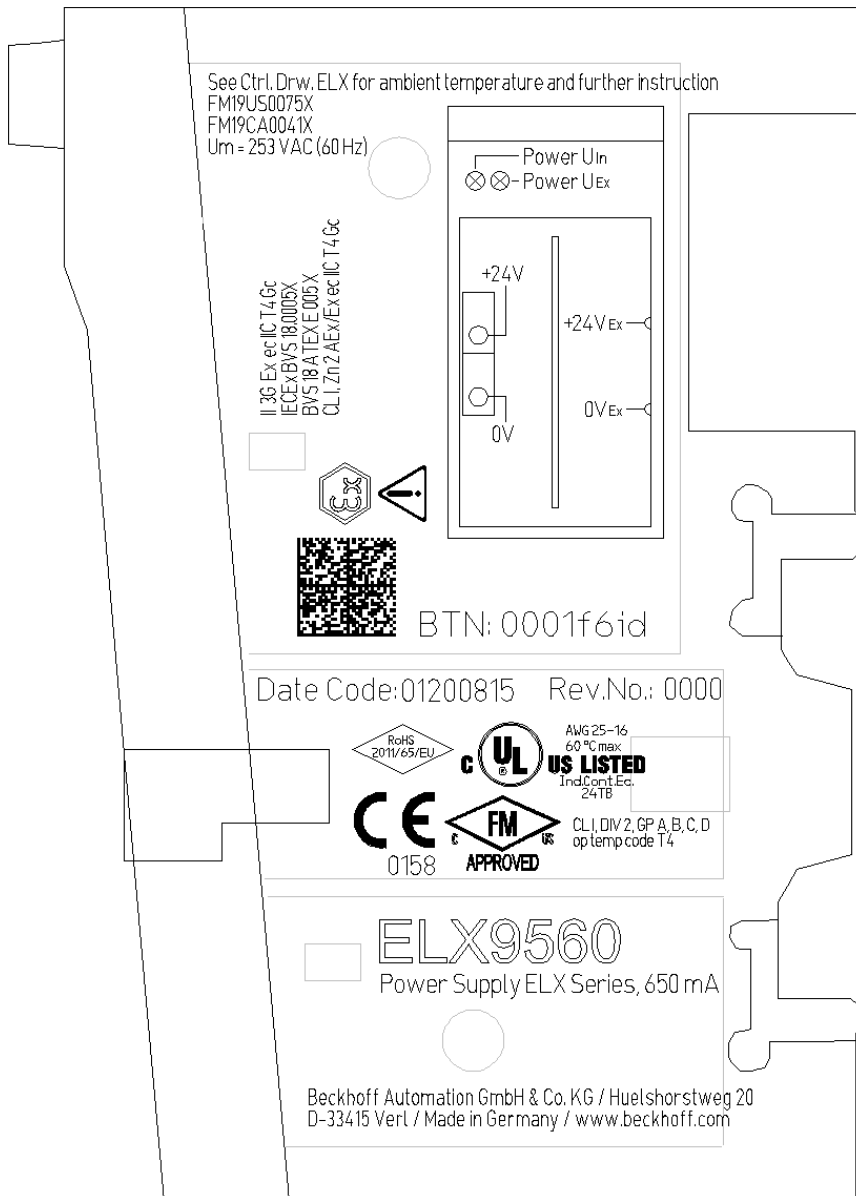 See Ctrl. Drw. ELX for ambient temperature and further instruction
FM19US0075X
FM19CA0041X
Um = 253 VAC (60 Hz)
Power UIn
Power UEx
+24V
+24VEx
0VEx
0V
II 3G Ex ec IIC T4 Gc
IECEx BVS 18.0005X
BVS 18 ATEX E 005 X
CL I, Zn 2 AEx/Ex ec IIC T4 Gc
εx
BTN: 0001f6id
Date Code:01200815 Rev.No.: 0000
RoHS
2011/65/EU
C UL US LISTED
®
AWG 25-16
60 °C max
Ind.Cont.Eq.
24TB
CE
0158
C FM US
APPROVED
CL I, DIV 2, GP A, B, C, D
op temp code T4
ELX9560
Power Supply ELX Series, 650 mA
Beckhoff Automation GmbH & Co. KG / Huelshorstweg 20
D-33415 Verl / Made in Germany / www.beckhoff.com